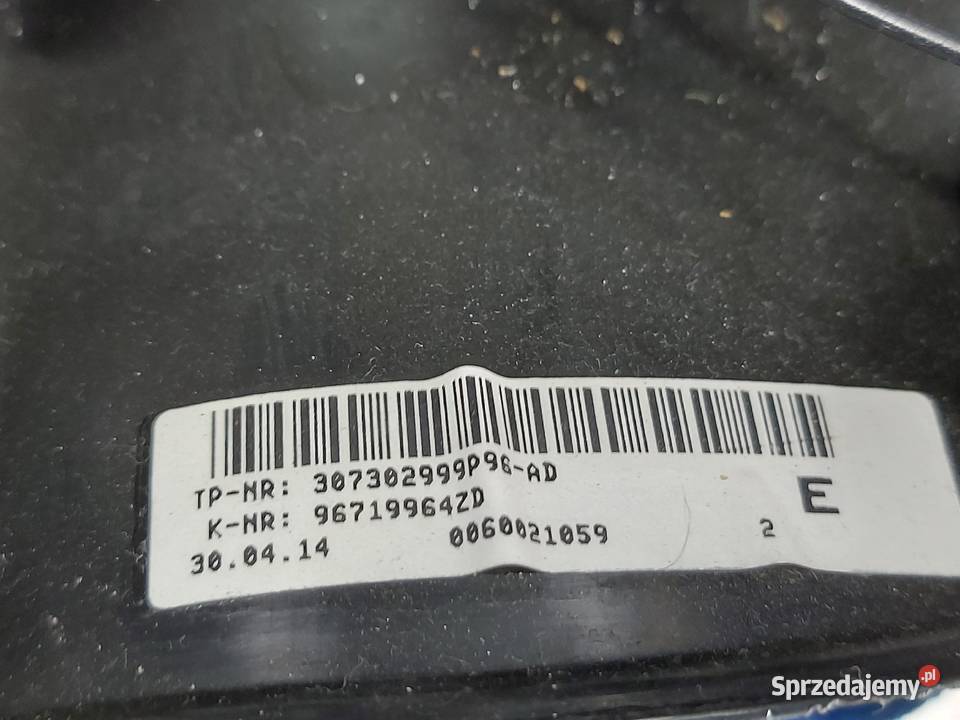 TP-NR: 307302999P96-AD
K-NR: 96719964ZD
30.04.14 0060021059 2 E
Sprzedajemy.pl